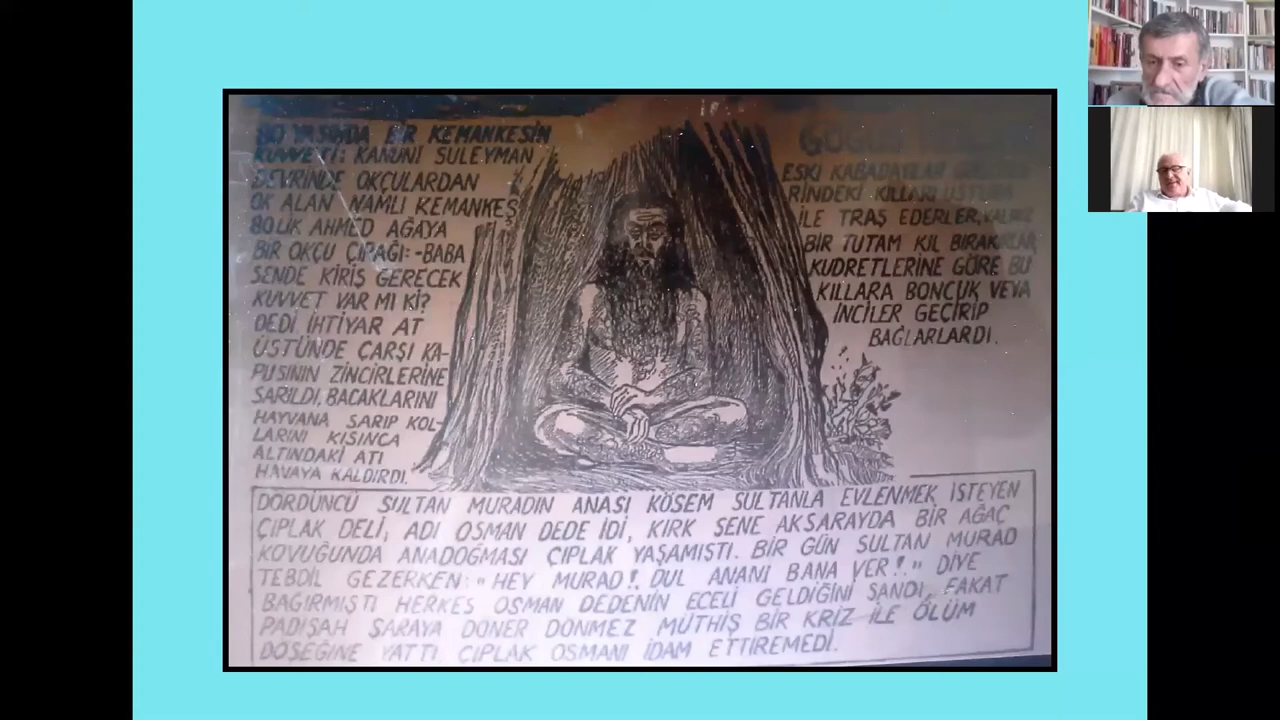 80 YAŞINDA BİR KEMANKEŞİN
KUVVETİ: KANUNİ SÜLEYMAN
DEVRİNDE OKÇULARDAN
OK ALAN NAMLI KEMANKEŞ
80LİK AHMED AĞAYA
BİR OKÇU ÇIRAĞI: -BABA
SENDE KİRİŞ GERECEK
KUVVET VAR MI Kİ?
DEDİ. İHTİYAR AT
ÜSTÜNDE ÇARŞI KA-
PUSININ ZİNCİRLERİNE
SARILDI, BACAKLARINI
HAYVANA SARIP KOL-
LARINI KISINCA
ALTINDAKİ ATI
HAVAYA KALDIRDI.
GÖĞÜS
ESKİ KABADAYILAR
RİNDEKİ KILLARI USTURA
İLE TRAŞ EDERLER, YALNIZ
BİR TUTAM KIL BIRAKIRLAR
KUDRETLERİNE GÖRE BU
KILLARA BONCUK VEYA
İNCİLER GEÇİRİP
BAĞLARLARDI.
DÖRDÜNCÜ SULTAN MURADIN ANASI KÖSEM SULTANLA EVLENMEK İSTEYEN
ÇIPLAK DELİ, ADI OSMAN DEDE İDİ, KIRK SENE AKSARAYDA BİR AĞAÇ
KOVUĞUNDA ANADOĞMASI ÇIPLAK YAŞAMIŞTI. BİR GÜN SULTAN MURAD
TEBDİL GEZERKEN: "HEY MURAD!. DUL ANANI BANA VER!." DİYE
BAĞIRMIŞTI HERKES OSMAN DEDENİN ECELİ GELDİĞİNİ SANDI, FAKAT
PADİŞAH SARAYA DÖNER DÖNMEZ MÜTHİŞ BİR KRİZ İLE ÖLÜM
DÖŞEĞİNE YATTI ÇIPLAK OSMANI İDAM ETTİREMEDİ.